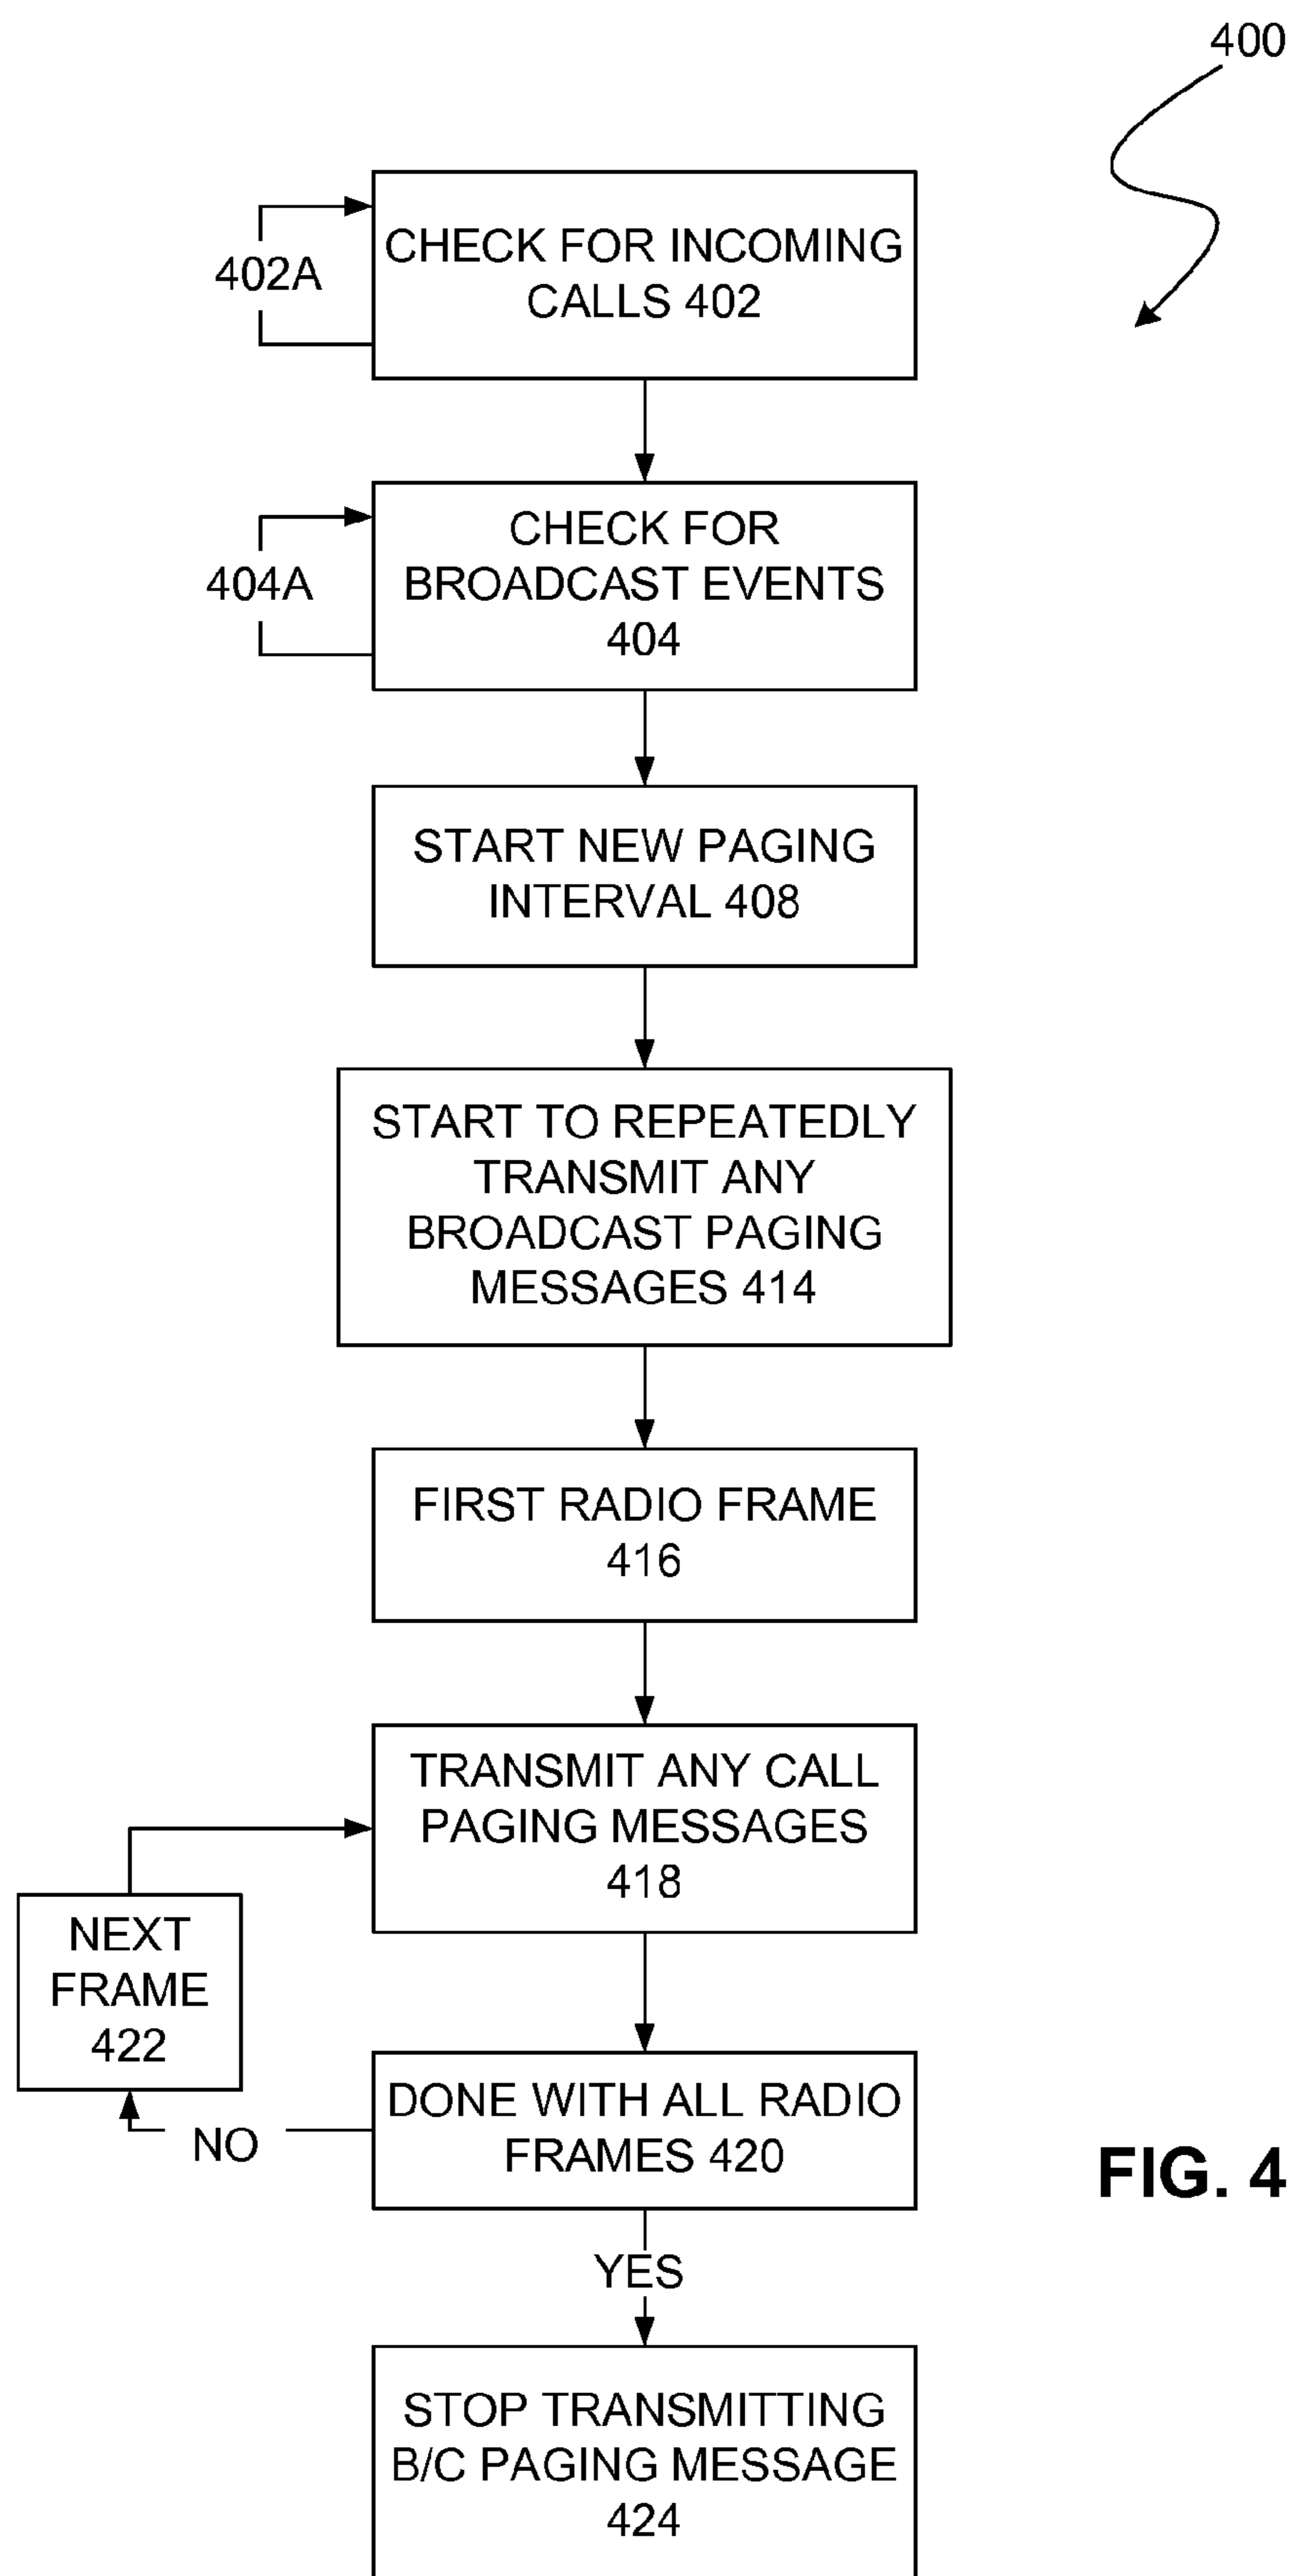 400
CHECK FOR INCOMING
CALLS 402
402A
CHECK FOR
BROADCAST EVENTS
404
404A
START NEW PAGING
INTERVAL 408
START TO REPEATEDLY
TRANSMIT ANY
BROADCAST PAGING
MESSAGES 414
FIRST RADIO FRAME
416
TRANSMIT ANY CALL
PAGING MESSAGES
418
NEXT
FRAME
422
DONE WITH ALL RADIO
FRAMES 420
NO
FIG. 4
YES
STOP TRANSMITTING
B/C PAGING MESSAGE
424